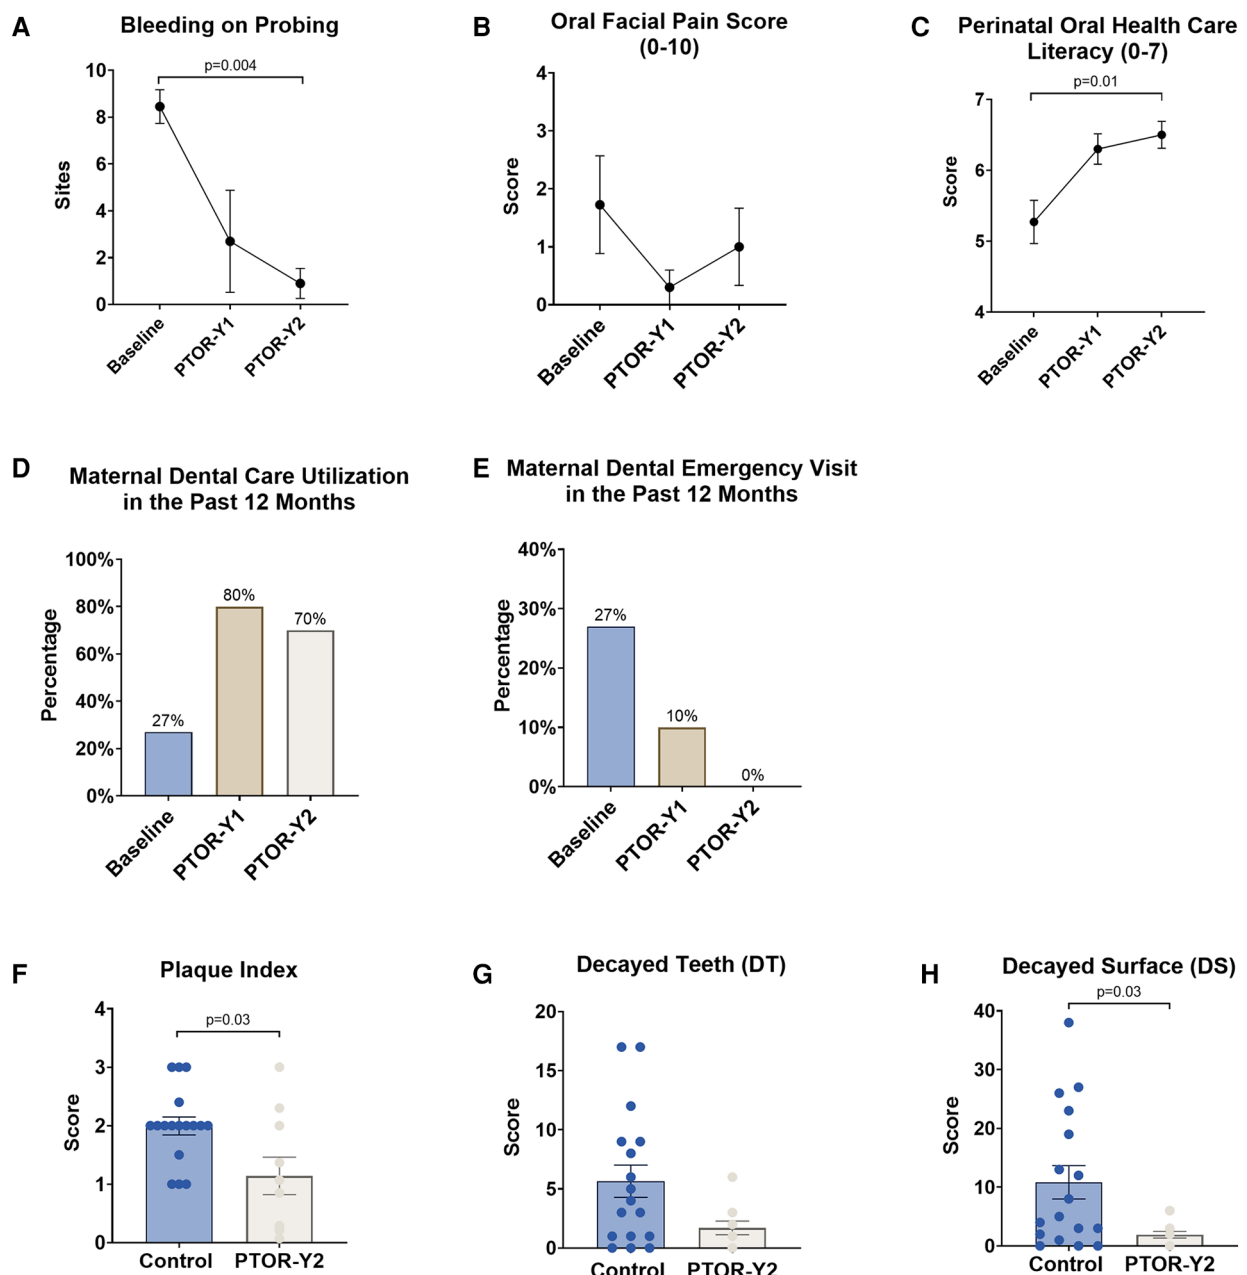 A
Bleeding on Probing
p=0.004
10
8
6
4
2
0
Sites
Baseline
PTOR-Y1
PTOR-Y2
B
Oral Facial Pain Score
(0-10)
4
3
2
1
0
Score
Baseline
PTOR-Y1
PTOR-Y2
C
Perinatal Oral Health Care
Literacy (0-7)
p=0.01
7
6
5
4
Score
Baseline
PTOR-Y1
PTOR-Y2
D
Maternal Dental Care Utilization
in the Past 12 Months
100%
80%
60%
40%
20%
0%
Percentage
27%
80%
70%
Baseline
PTOR-Y1
PTOR-Y2
E
Maternal Dental Emergency Visit
in the Past 12 Months
40%
30%
20%
10%
0%
Percentage
27%
10%
0%
Baseline
PTOR-Y1
PTOR-Y2
F
Plaque Index
p=0.03
4
3
2
1
0
Score
Control
PTOR-Y2
G
Decayed Teeth (DT)
20
15
10
5
0
Score
Control
PTOR-Y2
H
Decayed Surface (DS)
p=0.03
40
30
20
10
0
Score
Control
PTOR-Y2